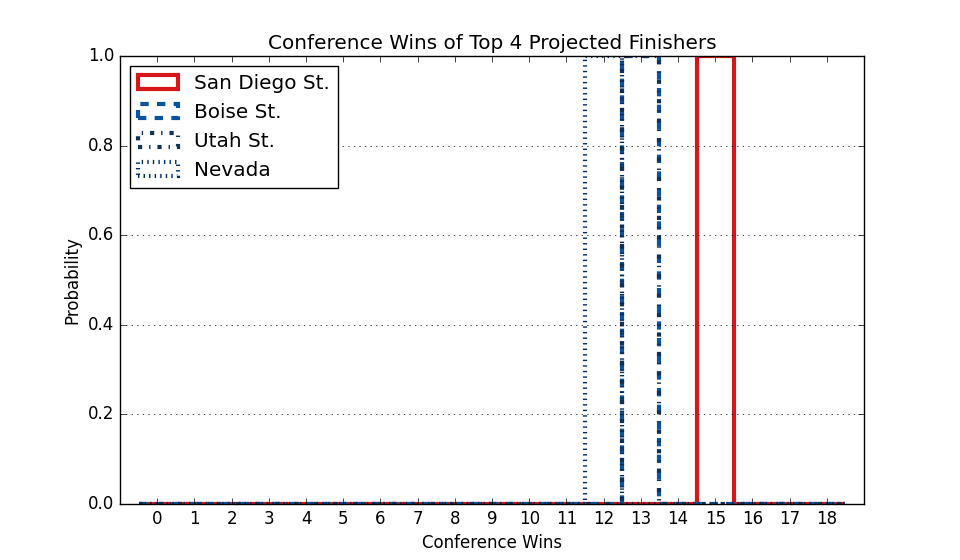 Conference Wins of Top 4 Projected Finishers
1.0
San Diego St.
Boise St.
Utah St.
Nevada
0.8
0.6
0.4
0.2
0.0
Probability
0 1 2 3 4 5 6 7 8 9 10 11 12 13 14 15 16 17 18
Conference Wins